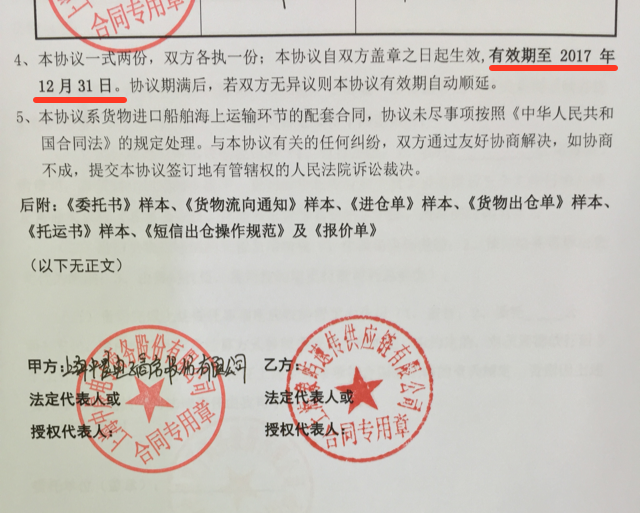 合同专用章
4、本协议一式两份，双方各执一份；本协议自双方盖章之日起生效,有效期至 2017 年
12 月 31 日。协议期满后，若双方无异议则本协议有效期自动顺延。
5、本协议系货物进口船舶海上运输环节的配套合同，协议未尽事项按照《中华人民共和
国合同法》的规定处理。与本协议有关的任何纠纷，双方通过友好协商解决，如协商
不成，提交本协议签订地有管辖权的人民法院诉讼裁决。
后附：《委托书》样本、《货物流向通知》样本、《进仓单》样本、《货物出仓单》样本、
《托运书》样本、《短信出仓操作规范》及《报价单》
（以下无正文）
甲方：上海中 电 股份有限公司
乙方：
法定代表人或
法定代表人或
授权代表人：
授权代表人：
合同专用章
合同专用章